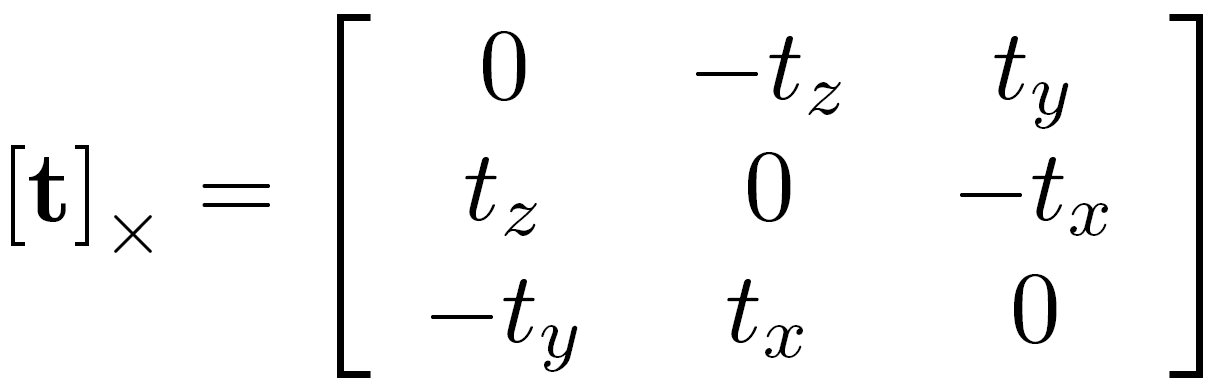 [𝐭]× = [ 0 −t_z t_y
t_z 0 −t_x
−t_y t_x 0 ]